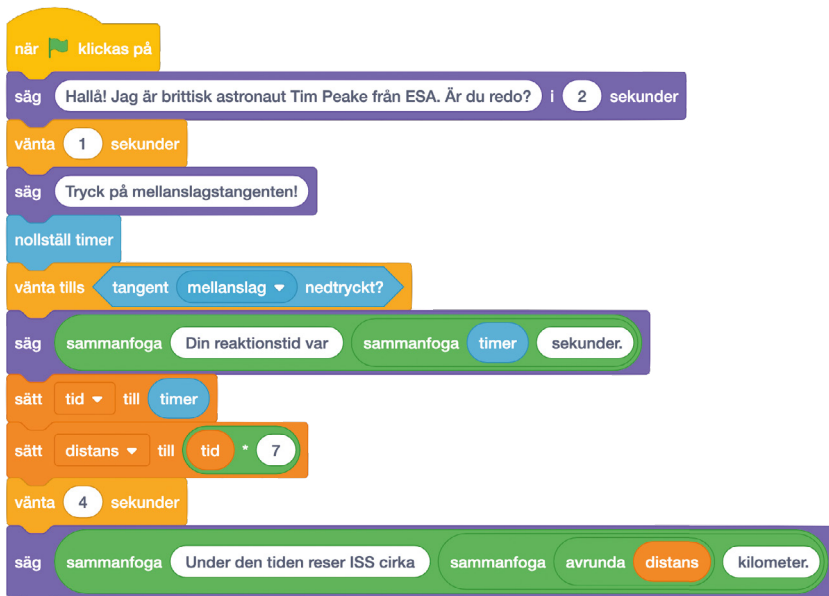 när klickas på
säg Hallå! Jag är brittisk astronaut Tim Peake från ESA. Är du redo? i 2 sekunder
vänta 1 sekunder
säg Tryck på mellanslagstangenten!
nollställ timer
vänta tills tangent mellanslag nedtryckt?
säg sammanfoga Din reaktionstid var sammanfoga timer sekunder.
sätt tid till timer
sätt distans till tid * 7
vänta 4 sekunder
säg sammanfoga Under den tiden reser ISS cirka sammanfoga avrunda distans kilometer.